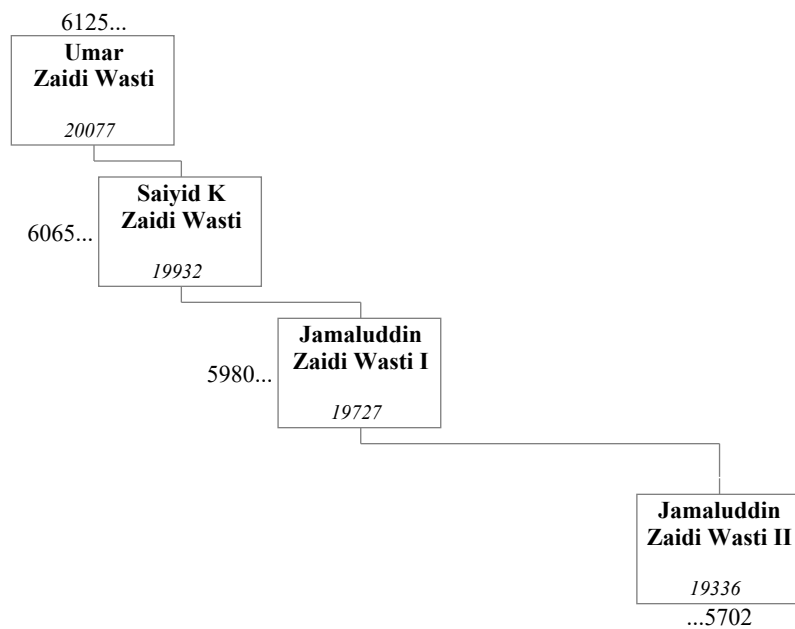 6125...
Umar
Zaidi Wasti
20077
Saiyid K
Zaidi Wasti
6065...
19932
Jamaluddin
Zaidi Wasti I
5980...
19727
Jamaluddin
Zaidi Wasti II
19336
...5702